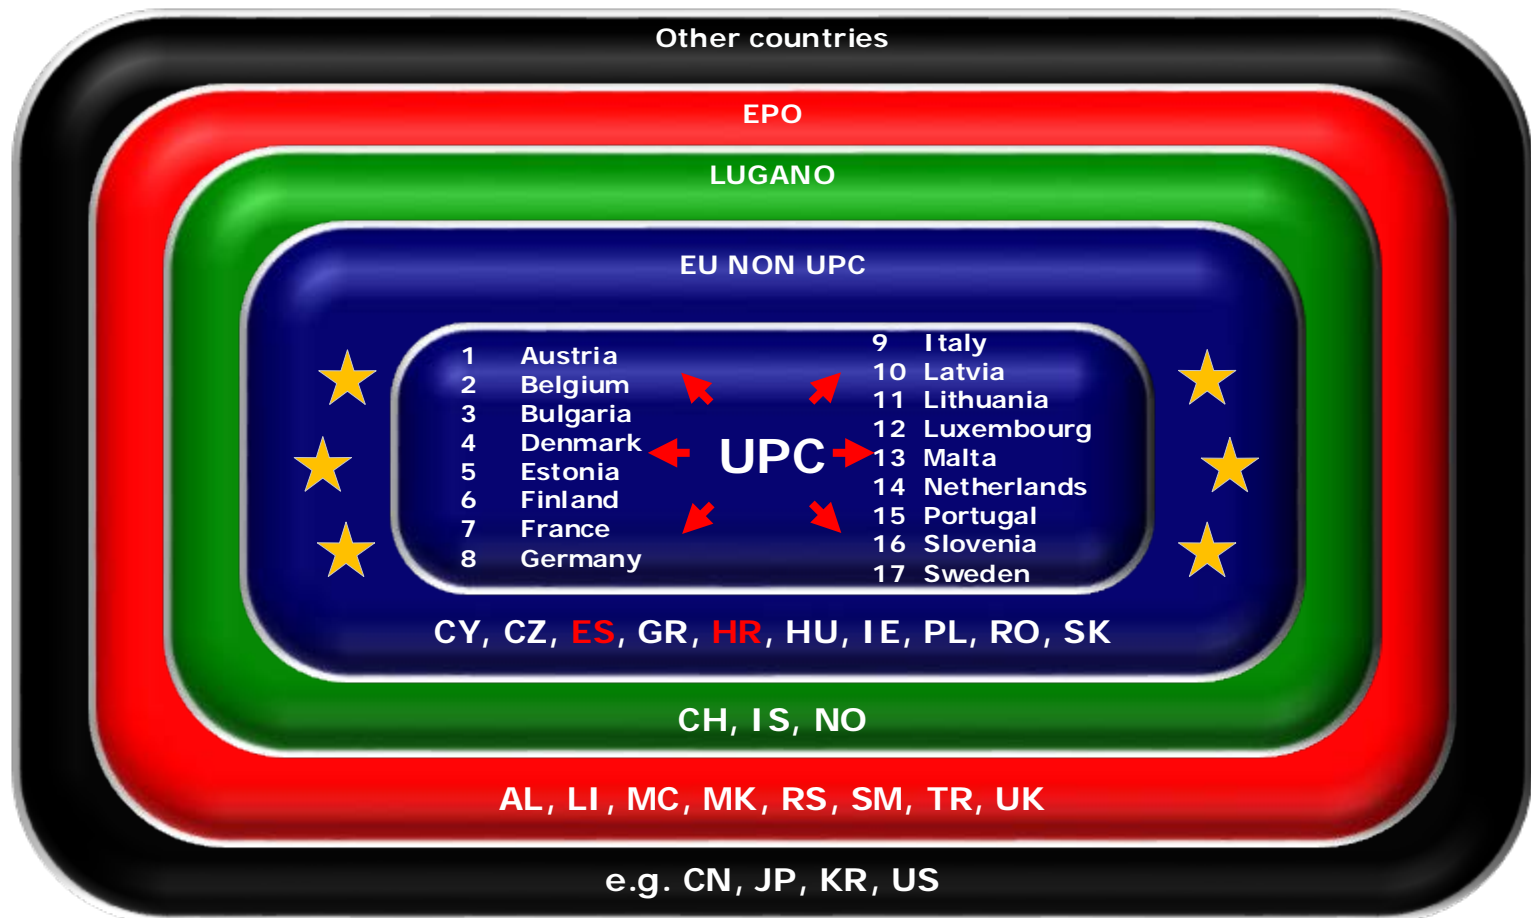 Other countries
EPO
LUGANO
EU NON UPC
1 Austria
2 Belgium
3 Bulgaria
4 Denmark
5 Estonia
6 Finland
7 France
8 Germany
UPC
9 Italy
10 Latvia
11 Lithuania
12 Luxembourg
13 Malta
14 Netherlands
15 Portugal
16 Slovenia
17 Sweden
CY, CZ, ES, GR, HR, HU, IE, PL, RO, SK
CH, IS, NO
AL, LI, MC, MK, RS, SM, TR, UK
e.g. CN, JP, KR, US